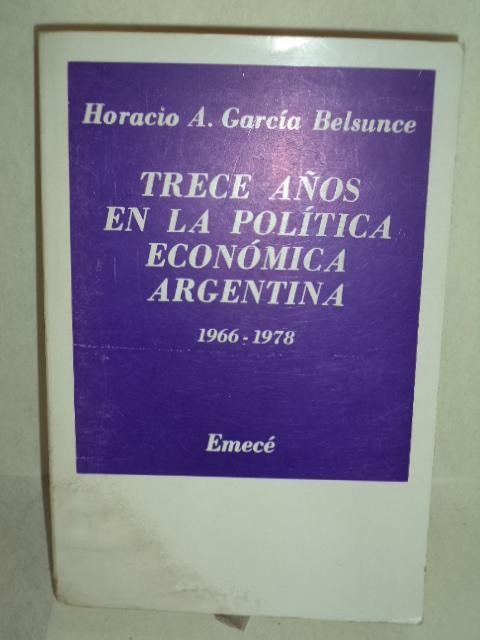 Horacio A. García Belsunce
TRECE AÑOS
EN LA POLÍTICA
ECONÓMICA
ARGENTINA
1966-1978
Emecé